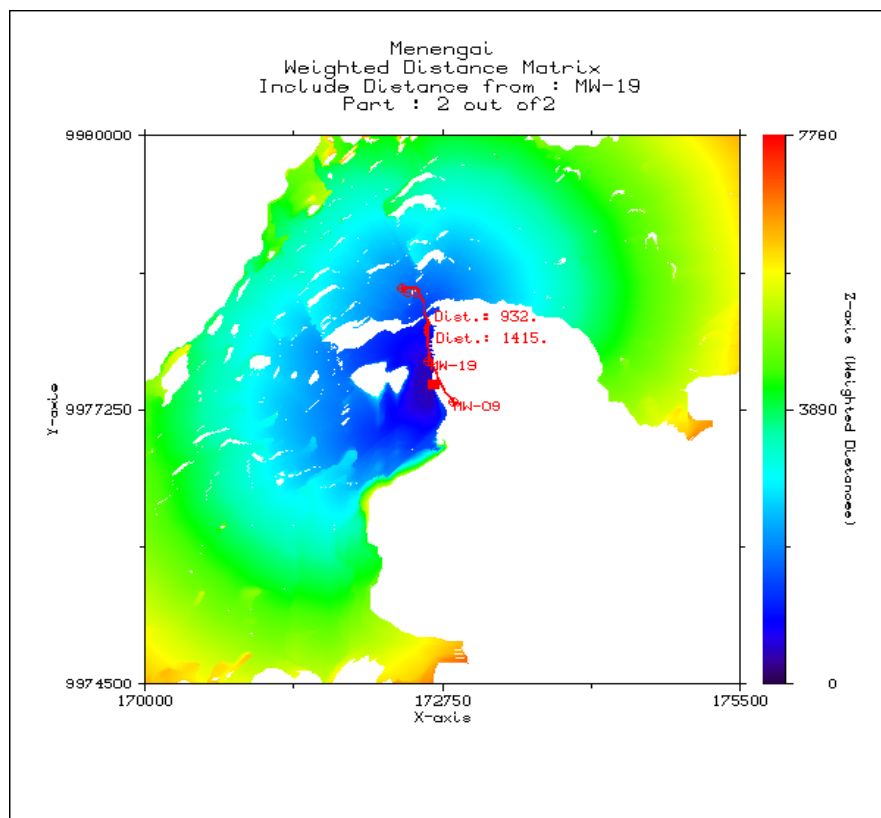 Menengai
Weighted Distance Matrix
Include Distance from : MW-19
Part : 2 out of2
9980000
7780
Dist.: 932.
Dist.: 1415.
MW-19
MW-09
9977250
3890
Y-axis
Z-axis (Weighted Distances)
9974500
0
170000
172750
175500
X-axis